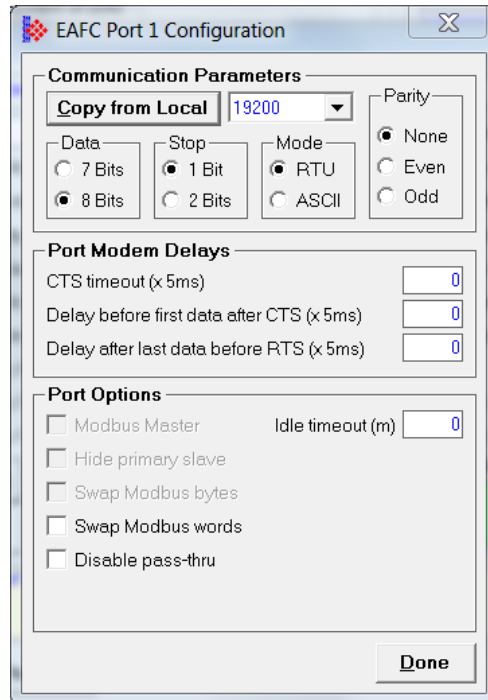 EAFC Port 1 Configuration
Communication Parameters
Copy from Local 19200
Parity
None
Even
Odd
Data
7 Bits
8 Bits
Stop
1 Bit
2 Bits
Mode
RTU
ASCII
Port Modem Delays
CTS timeout (x 5ms) 0
Delay before first data after CTS (x 5ms) 0
Delay after last data before RTS (x 5ms) 0
Port Options
Modbus Master Idle timeout (m) 0
Hide primary slave
Swap Modbus bytes
Swap Modbus words
Disable pass-thru
Done